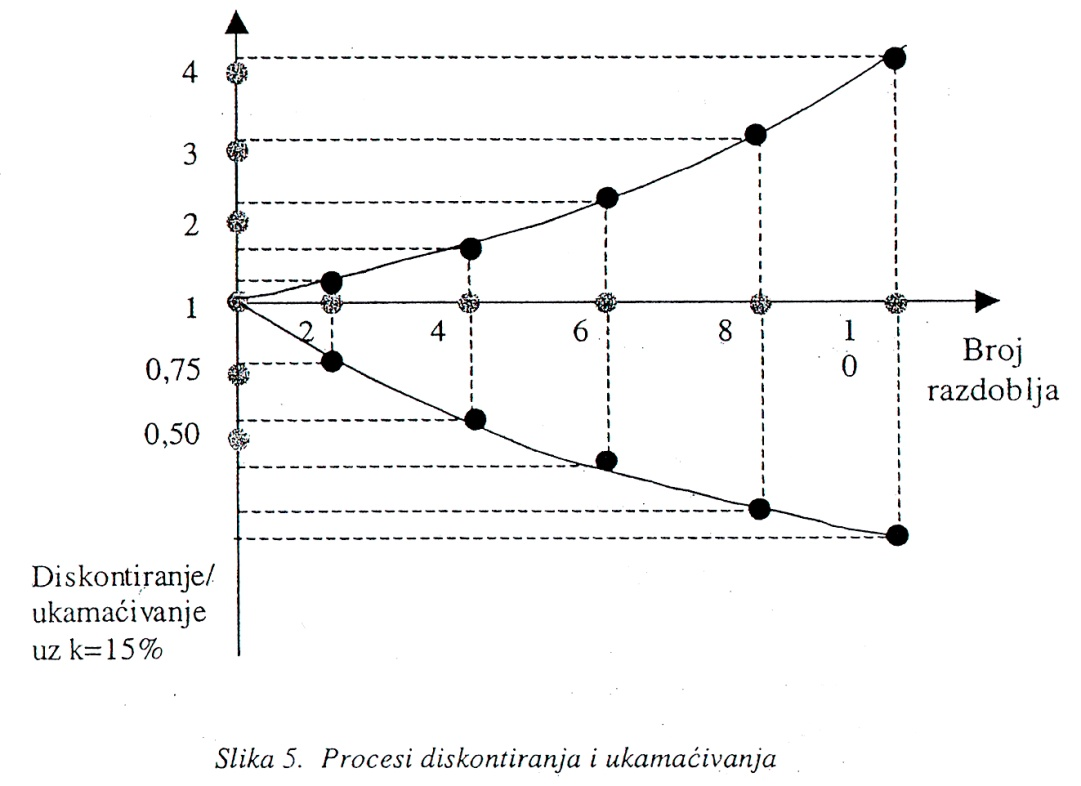 4
3
2
1
2
4
6
8
1
0
Broj
razdoblja
0,75
0,50
Diskontiranje/
ukamaćivanje
uz k=15%
Slika 5. Procesi diskontiranja i ukamaćivanja